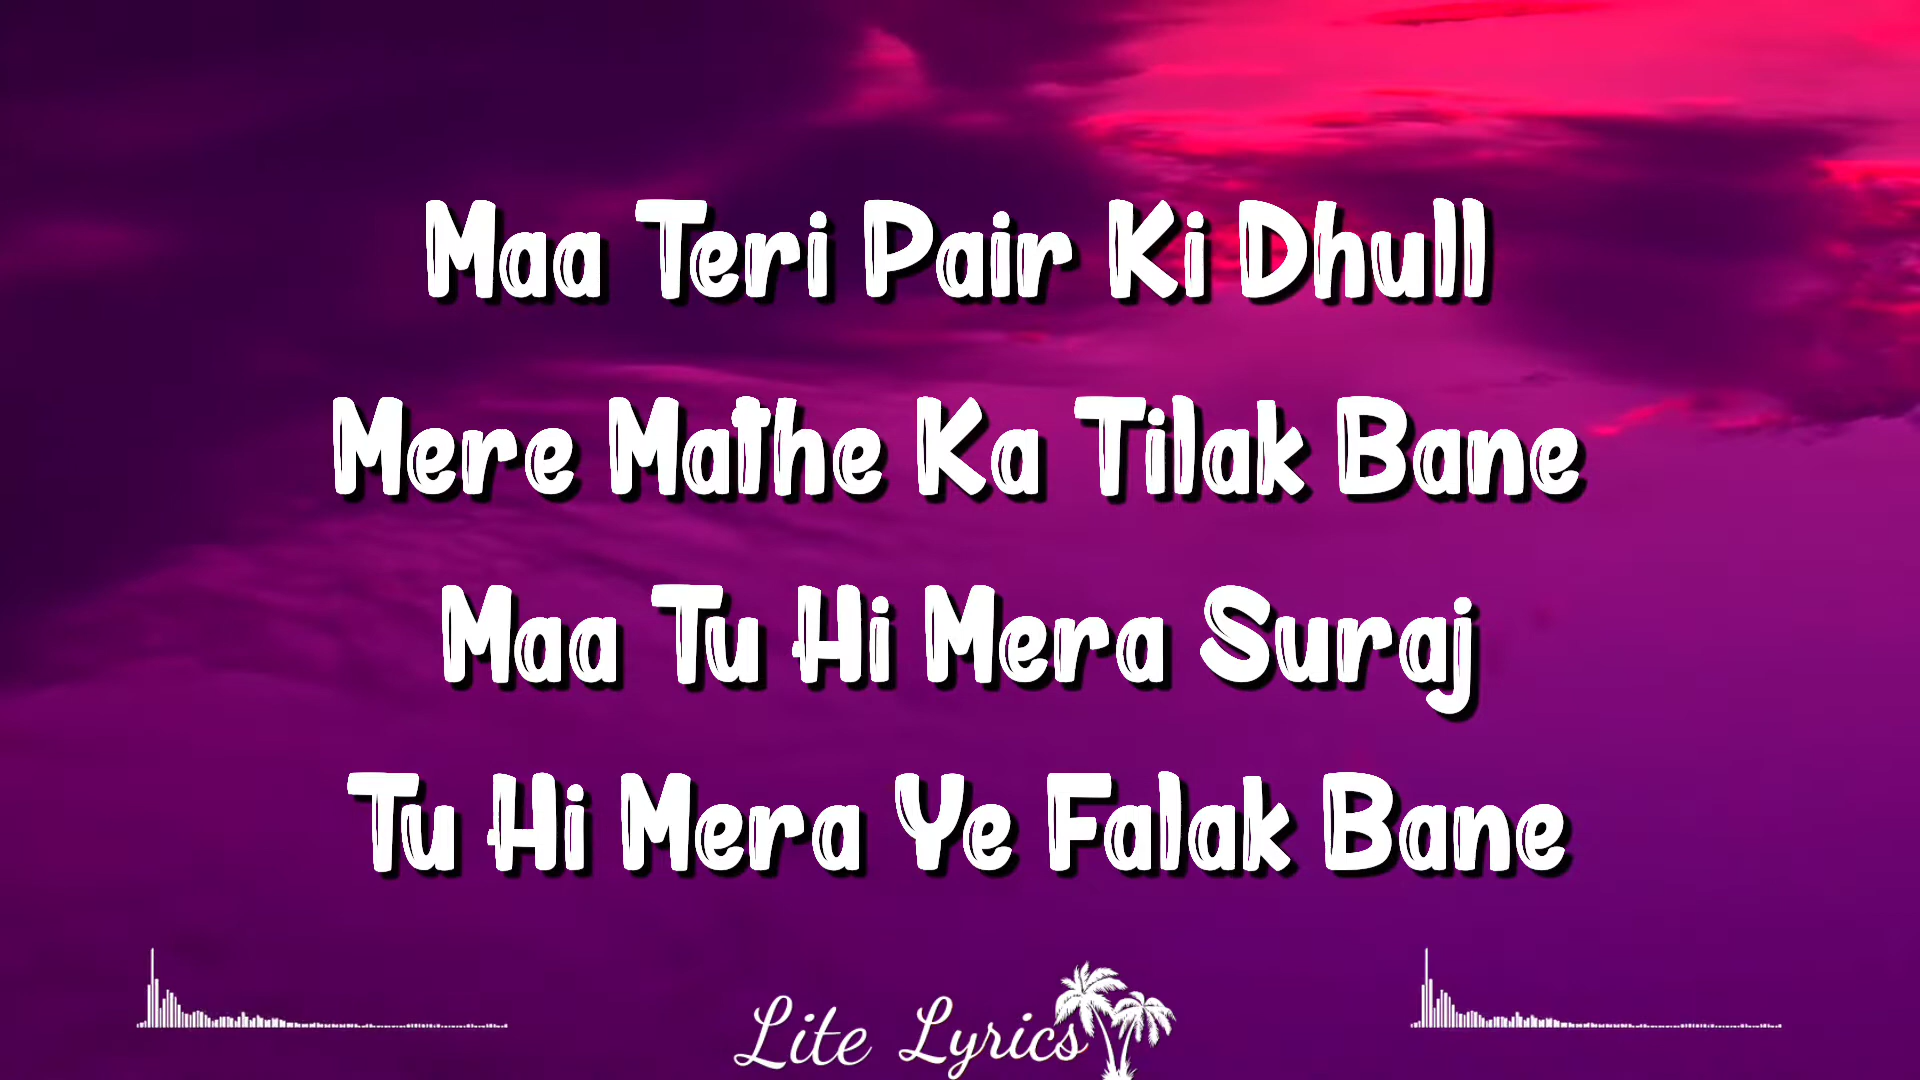 Maa Teri Pair Ki Dhull
Mere Mathe Ka Tilak Bane
Maa Tu Hi Mera Suraj
Tu Hi Mera Ye Falak Bane
Lite Lyrics